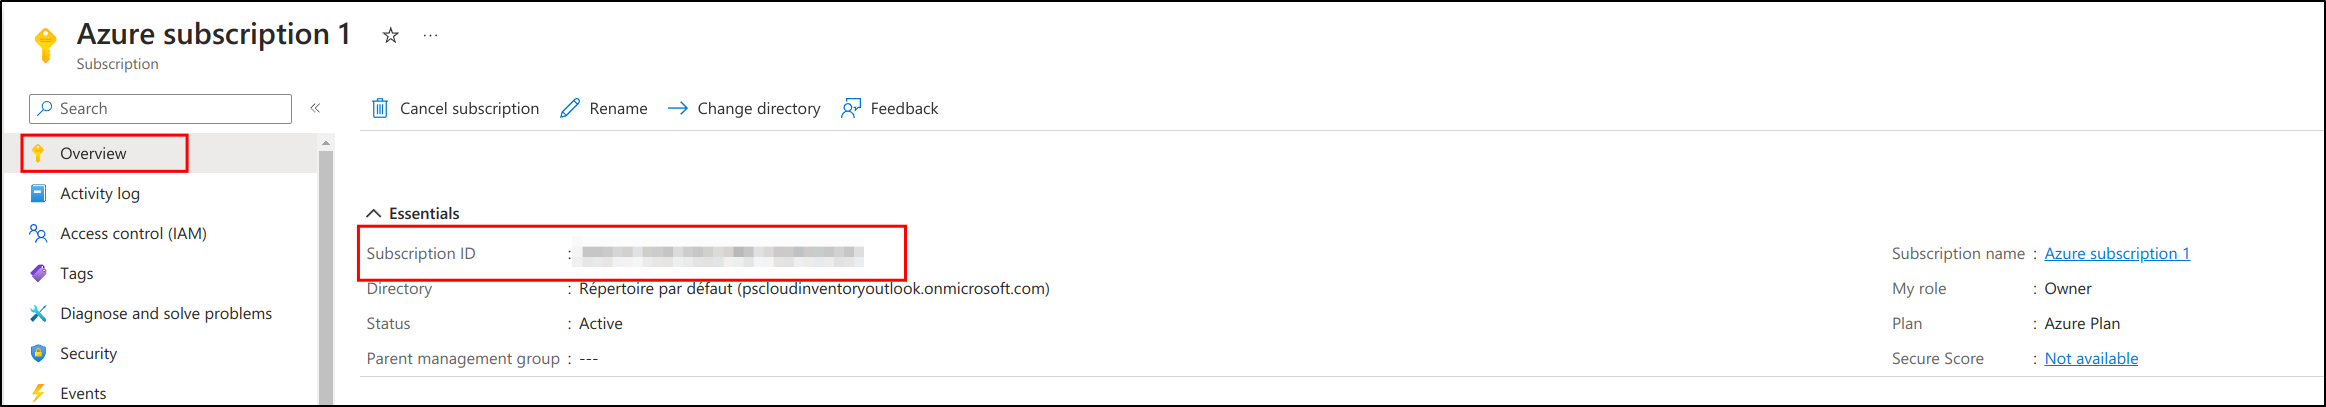 Azure subscription 1
Subscription
Search
Cancel subscription
Rename
Change directory
Feedback
Overview
Activity log
Access control (IAM)
Tags
Diagnose and solve problems
Security
Events
Essentials
Subscription ID :
Directory : Répertoire par défaut (pscloudinventoryoutlook.onmicrosoft.com)
Status : Active
Parent management group : ---
Subscription name : Azure subscription 1
My role : Owner
Plan : Azure Plan
Secure Score : Not available